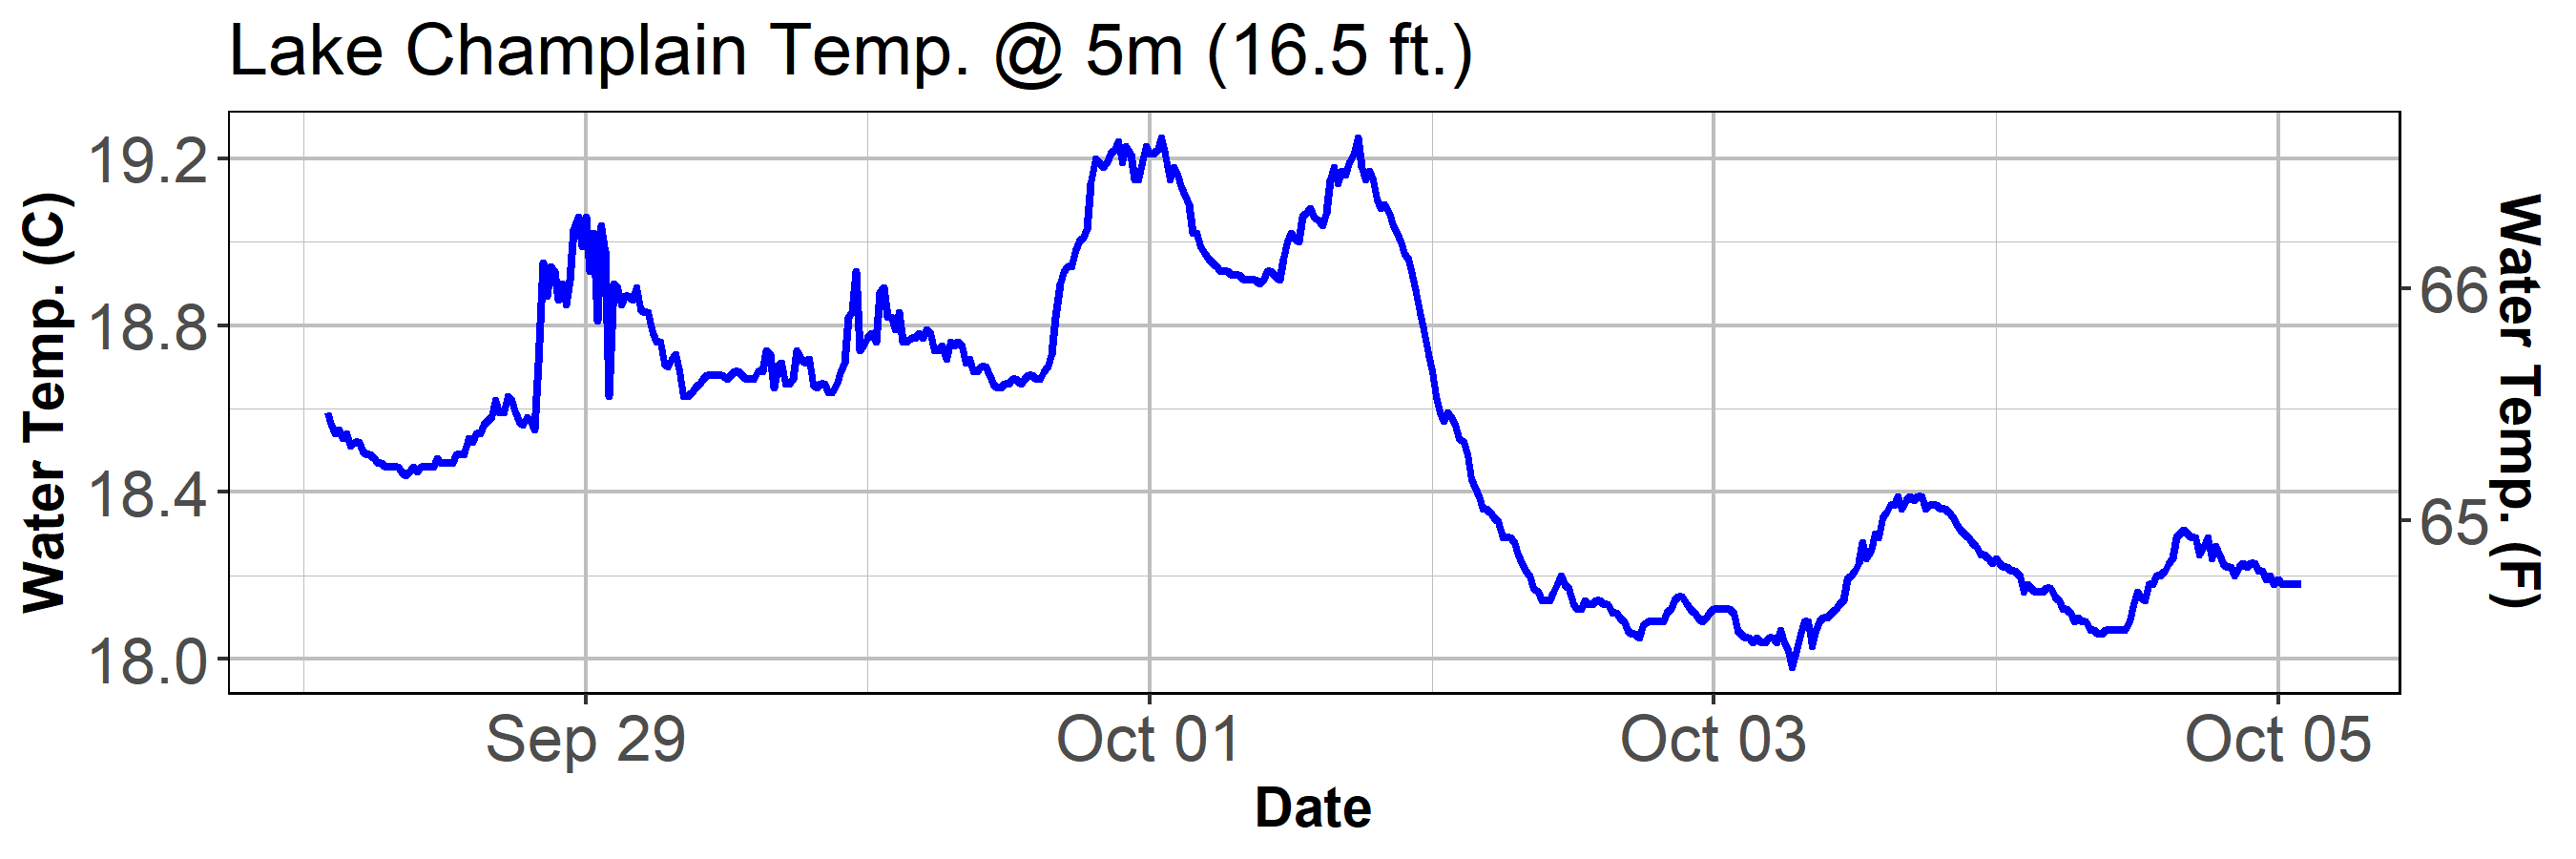 Lake Champlain Temp. @ 5m (16.5 ft.)
Water Temp. (C)
19.2
18.8
18.4
18.0
66
65
Water Temp. (F)
Sep 29 Oct 01 Oct 03 Oct 05
Date